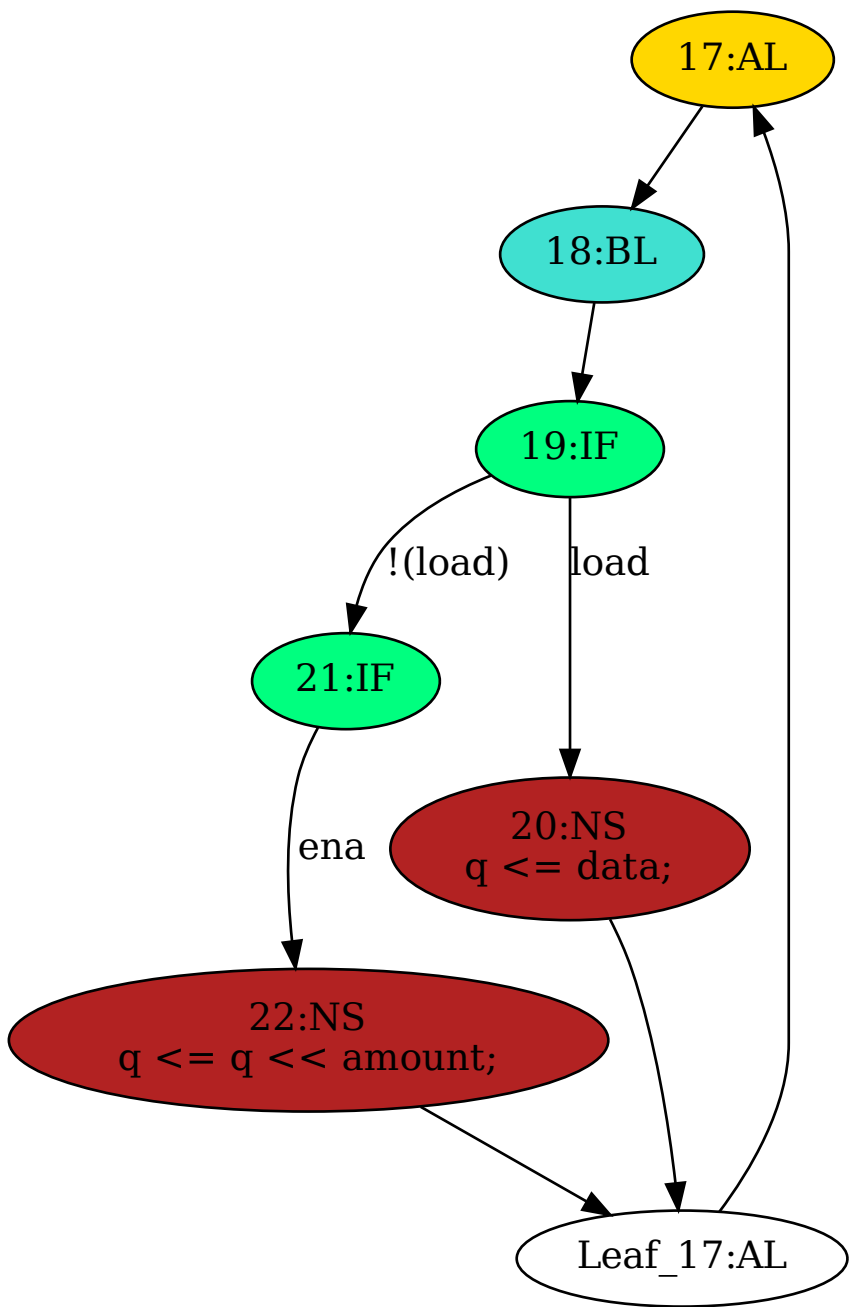 17:AL
18:BL
19:IF
!(load)
load
21:IF
20:NS
q <= data;
ena
22:NS
q <= q << amount;
Leaf_17:AL